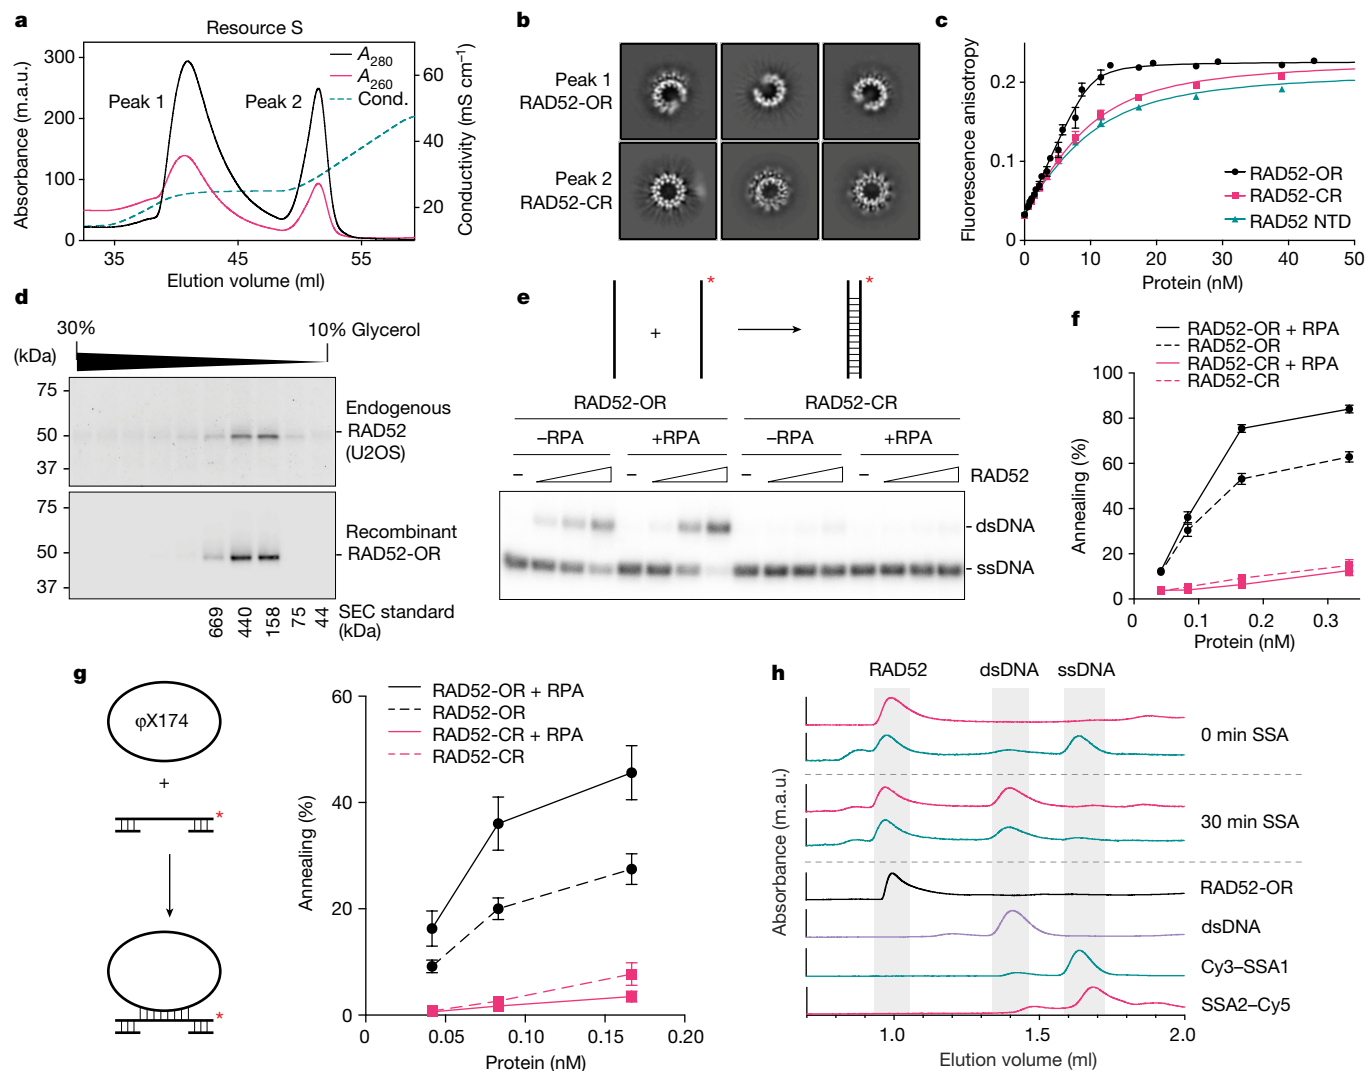 a
Resource S
Absorbance (m.a.u.)
300
200
100
0
35
45
55
Elution volume (ml)
Peak 1
Peak 2
A280
A260
Cond.
60
40
20
Conductivity (mS cm⁻¹)
b
Peak 1
RAD52-OR
Peak 2
RAD52-CR
c
Fluorescence anisotropy
0.2
0.1
0
0
10
20
30
40
50
Protein (nM)
RAD52-OR
RAD52-CR
RAD52 NTD
d
30%
10% Glycerol
(kDa)
75
50
37
Endogenous
RAD52
(U2OS)
75
50
37
Recombinant
RAD52-OR
669
440
158
75
44
SEC standard
(kDa)
e
*
+
*
RAD52-OR
RAD52-CR
–RPA
+RPA
–RPA
+RPA
–
–
–
–
RAD52
dsDNA
ssDNA
f
RAD52-OR + RPA
RAD52-OR
RAD52-CR + RPA
RAD52-CR
Annealing (%)
100
80
60
40
20
0
0
0.1
0.2
0.3
Protein (nM)
g
φX174
+
*
*
RAD52-OR + RPA
RAD52-OR
RAD52-CR + RPA
RAD52-CR
Annealing (%)
60
40
20
0
0
0.05
0.10
0.15
0.20
Protein (nM)
h
RAD52
dsDNA
ssDNA
Absorbance (m.a.u.)
0 min SSA
30 min SSA
RAD52-OR
dsDNA
Cy3–SSA1
SSA2–Cy5
1.0
1.5
2.0
Elution volume (ml)